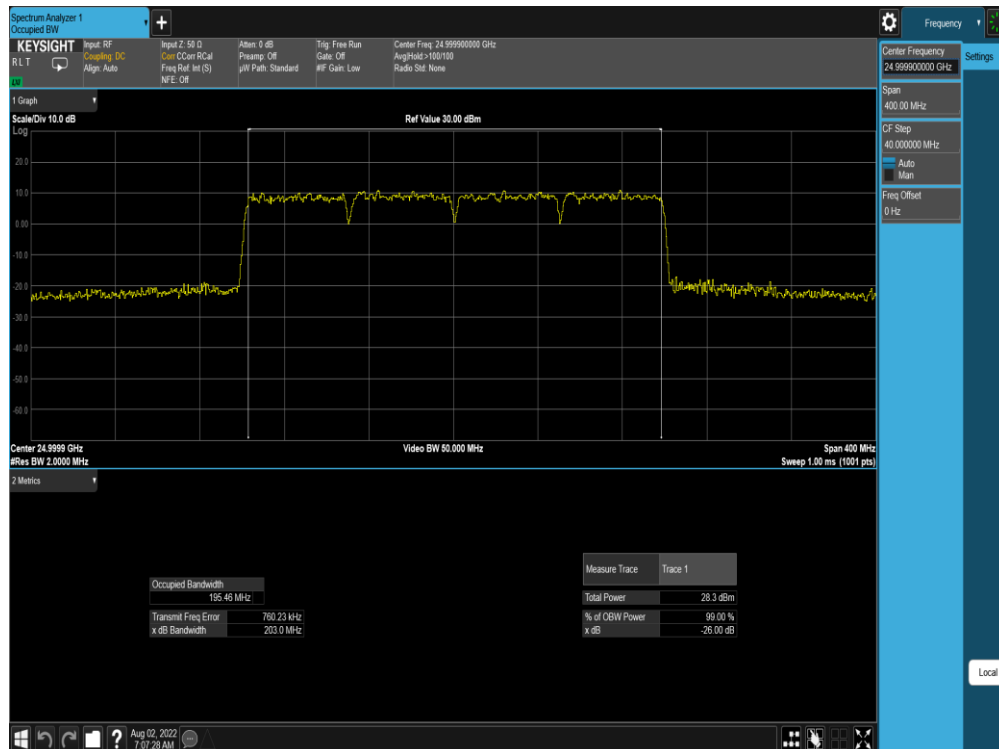 Spectrum Analyzer 1
Occupied BW
+
Frequency
KEYSIGHT
R L T
Input: RF
Coupling: DC
Align: Auto
Input Z: 50 Ω
Corr CCorr RCal
Freq Ref: Int (S)
NFE: Off
Atten: 0 dB
Preamp: Off
µW Path: Standard
Trig: Free Run
Gate: Off
#IF Gain: Low
Center Freq: 24.999900000 GHz
Avg|Hold:>100/100
Radio Std: None
Center Frequency
24.999900000 GHz
Settings
Span
400.00 MHz
CF Step
40.000000 MHz
Auto
Man
Freq Offset
0 Hz
1 Graph
Scale/Div 10.0 dB
Ref Value 30.00 dBm
Log
20.0
10.0
0.00
-10.0
-20.0
-30.0
-40.0
-50.0
-60.0
Center 24.9999 GHz
Video BW 50.000 MHz
Span 400 MHz
#Res BW 2.0000 MHz
Sweep 1.00 ms (1001 pts)
2 Metrics
Measure Trace
Trace 1
Occupied Bandwidth
195.46 MHz
Total Power
28.3 dBm
Transmit Freq Error
760.23 kHz
% of OBW Power
99.00 %
x dB Bandwidth
203.0 MHz
x dB
-26.00 dB
Local
?
Aug 02, 2022
7:07:28 AM